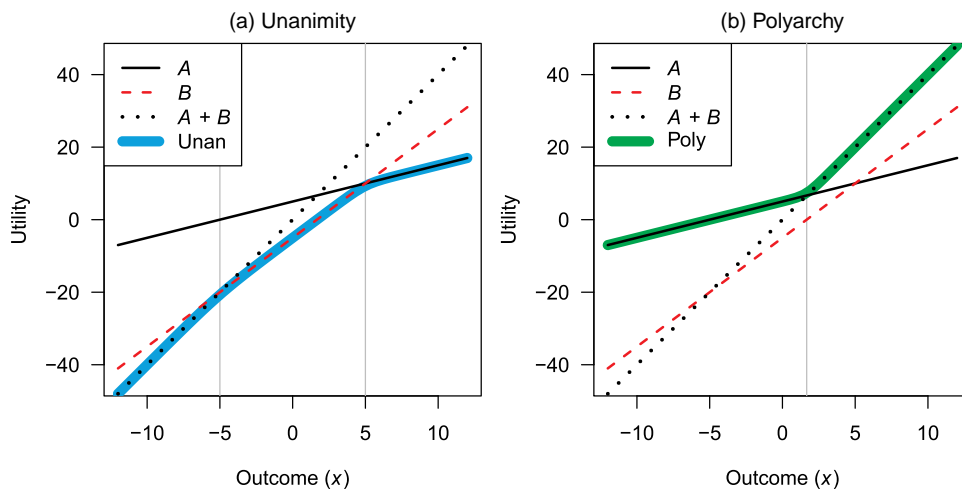 (a) Unanimity
A
B
A + B
Unan
40
20
0
−20
−40
Utility
−10
−5
0
5
10
Outcome (x)
(b) Polyarchy
A
B
A + B
Poly
40
20
0
−20
−40
Utility
−10
−5
0
5
10
Outcome (x)